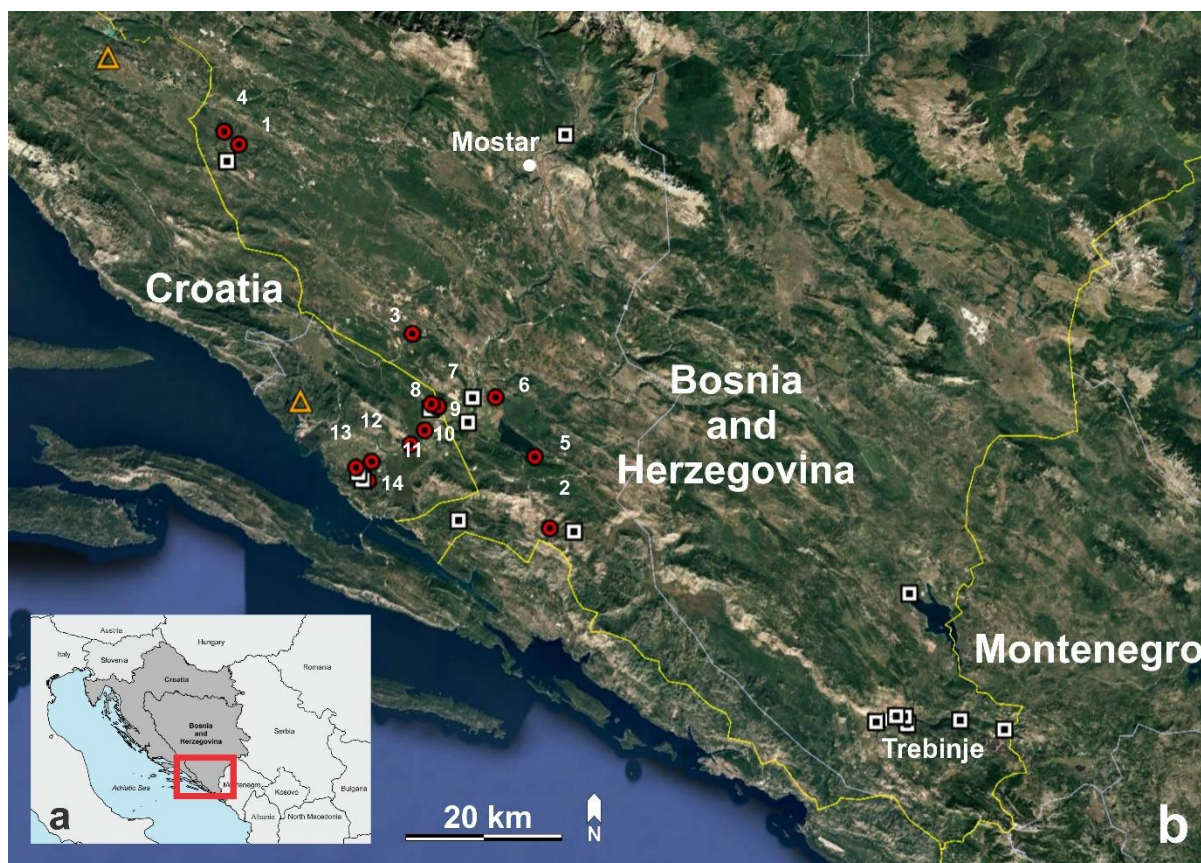 4
1
Mostar
Croatia
3
7
8
6
9
12
10
13
11
5
14
2
Bosnia
and
Herzegovina
Montenegro
Trebinje
20 km
N
b
Austria
Hungary
Italy
Slovenia
Romania
Croatia
Bosnia
and
Herzegovina
Serbia
Adriatic Sea
Montenegro
Kosovo
Bulgaria
Albania
North Macedonia
a